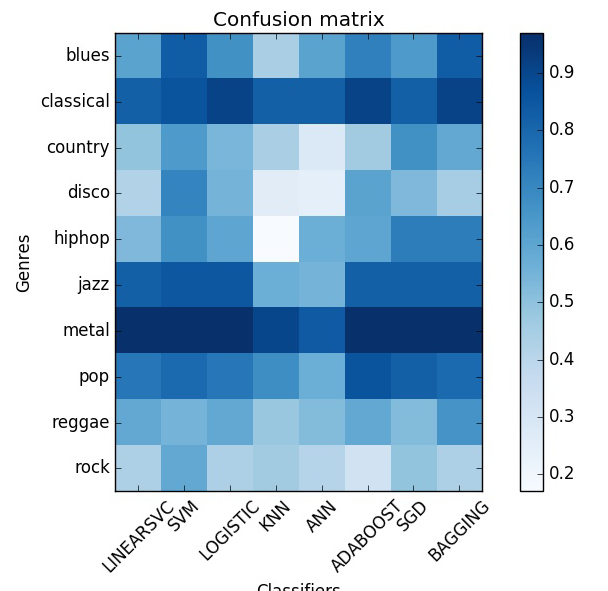 Confusion matrix
blues
classical
country
disco
hiphop
jazz
metal
pop
reggae
rock
Genres
LINEARSVC
SVM
LOGISTIC
KNN
ANN
ADABOOST
SGD
BAGGING
Classifiers
0.9
0.8
0.7
0.6
0.5
0.4
0.3
0.2